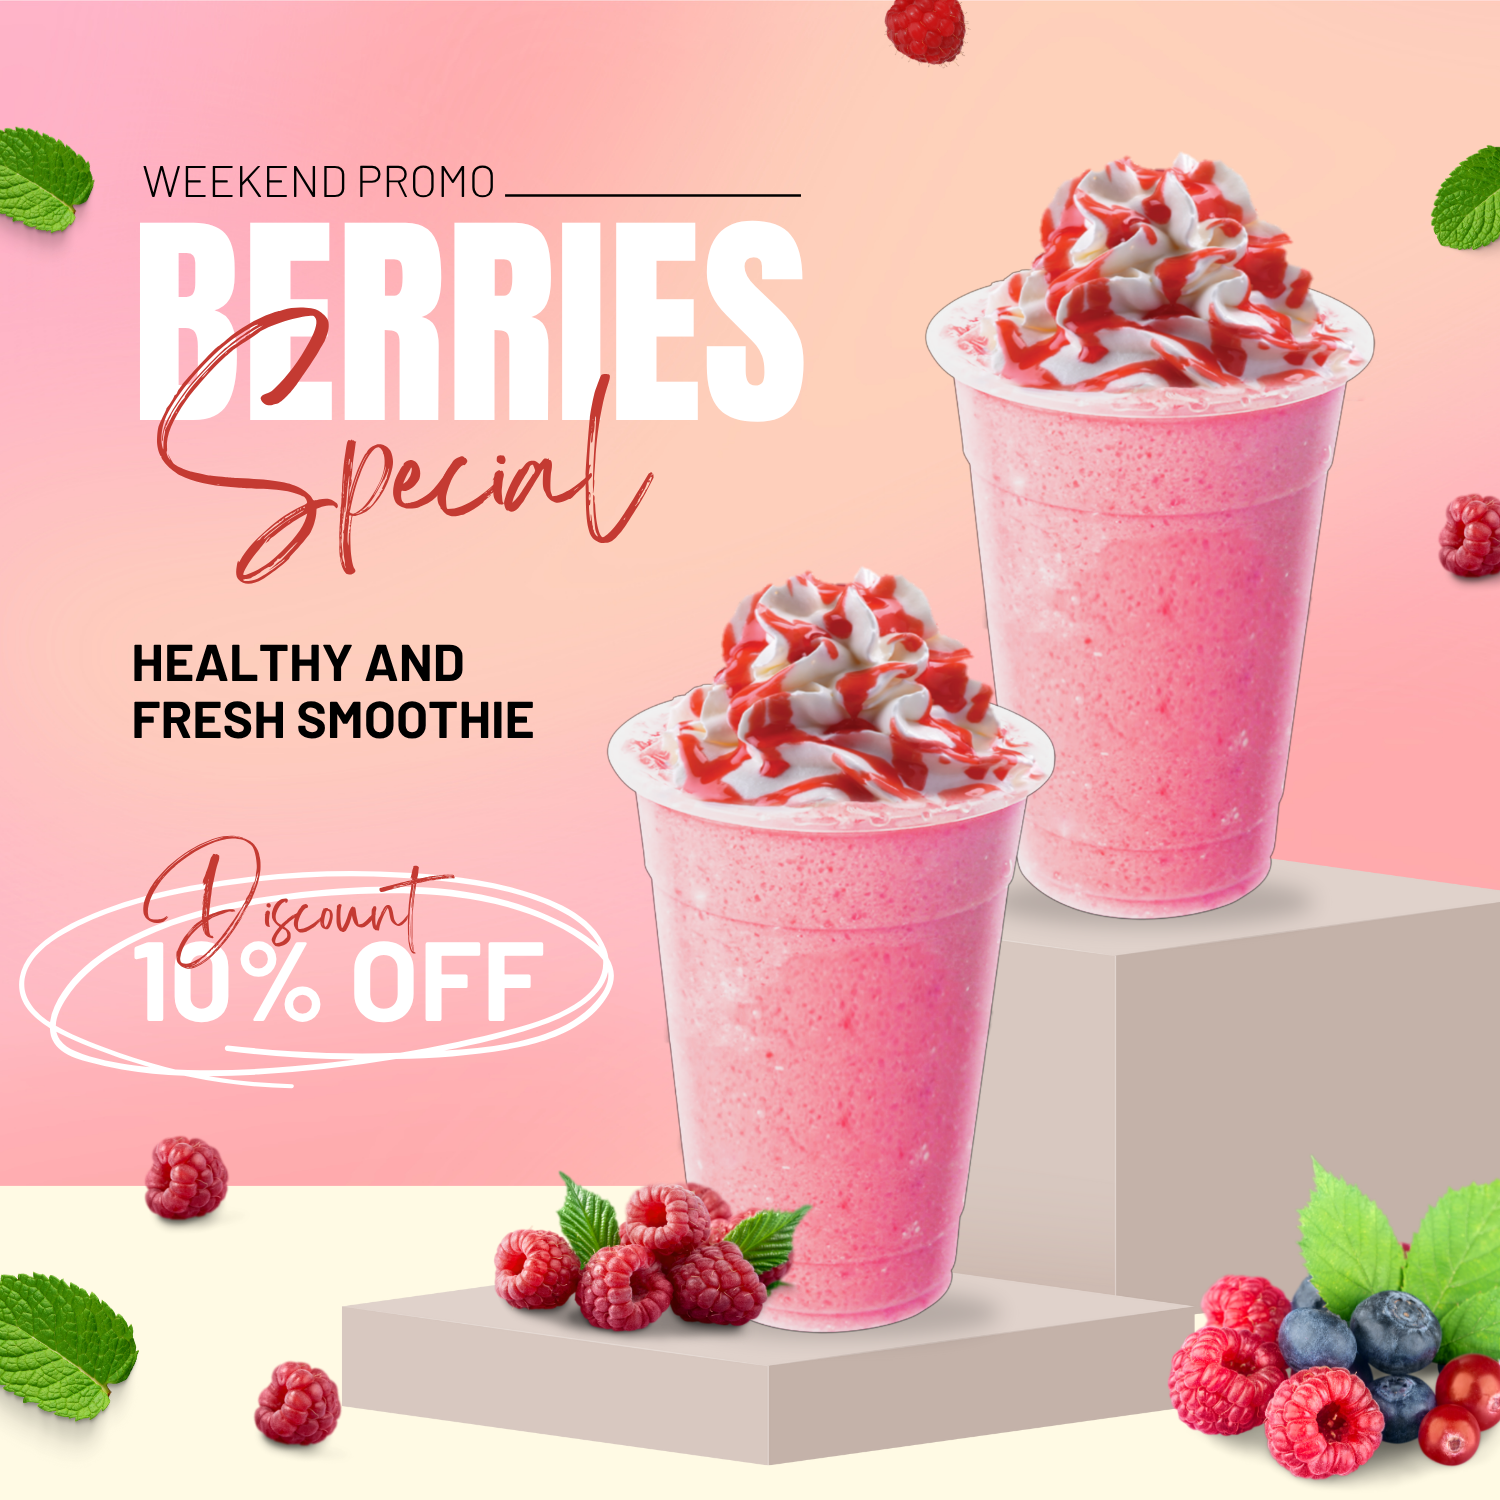 WEEKEND PROMO
BERRIES
Special
HEALTHY AND
FRESH SMOOTHIE
Discount
10% OFF